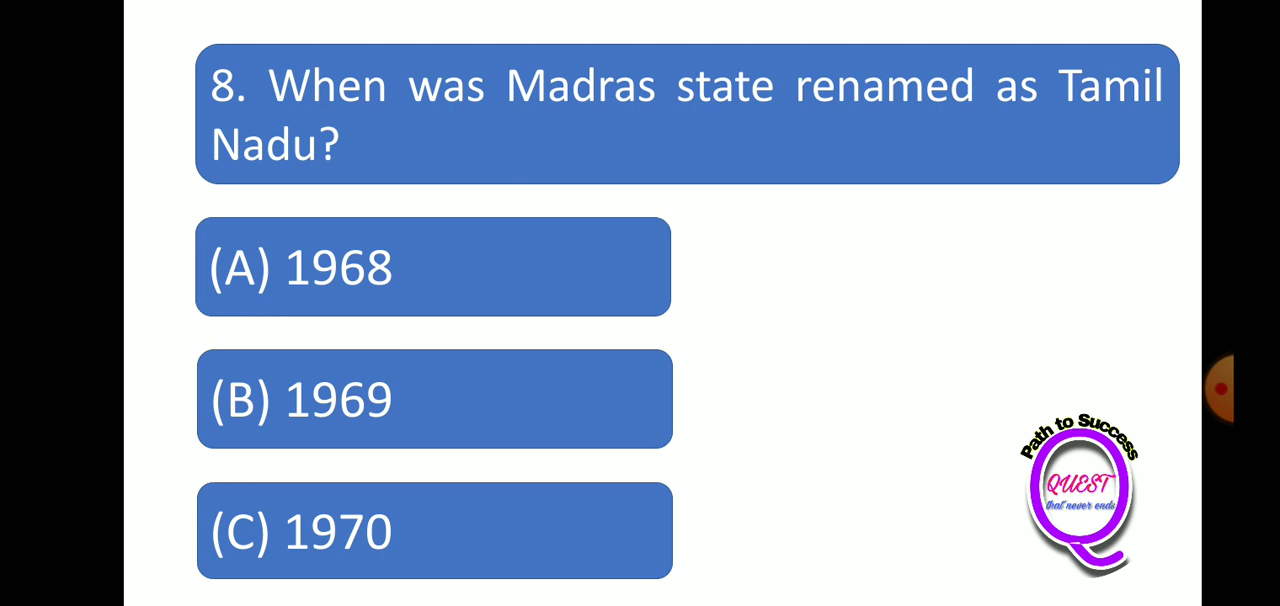 8. When was Madras state renamed as Tamil
Nadu?
(A) 1968
(B) 1969
(C) 1970
Path to Success
QUEST
that never ends